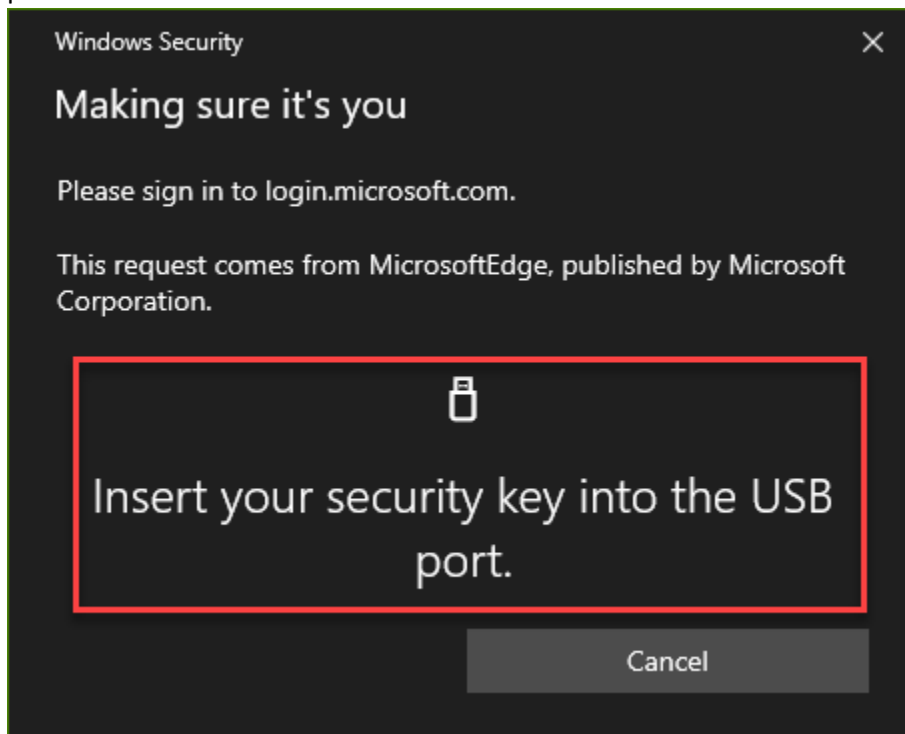 Windows Security
Making sure it's you
Please sign in to login.microsoft.com.
This request comes from MicrosoftEdge, published by Microsoft
Corporation.
Insert your security key into the USB
port.
Cancel